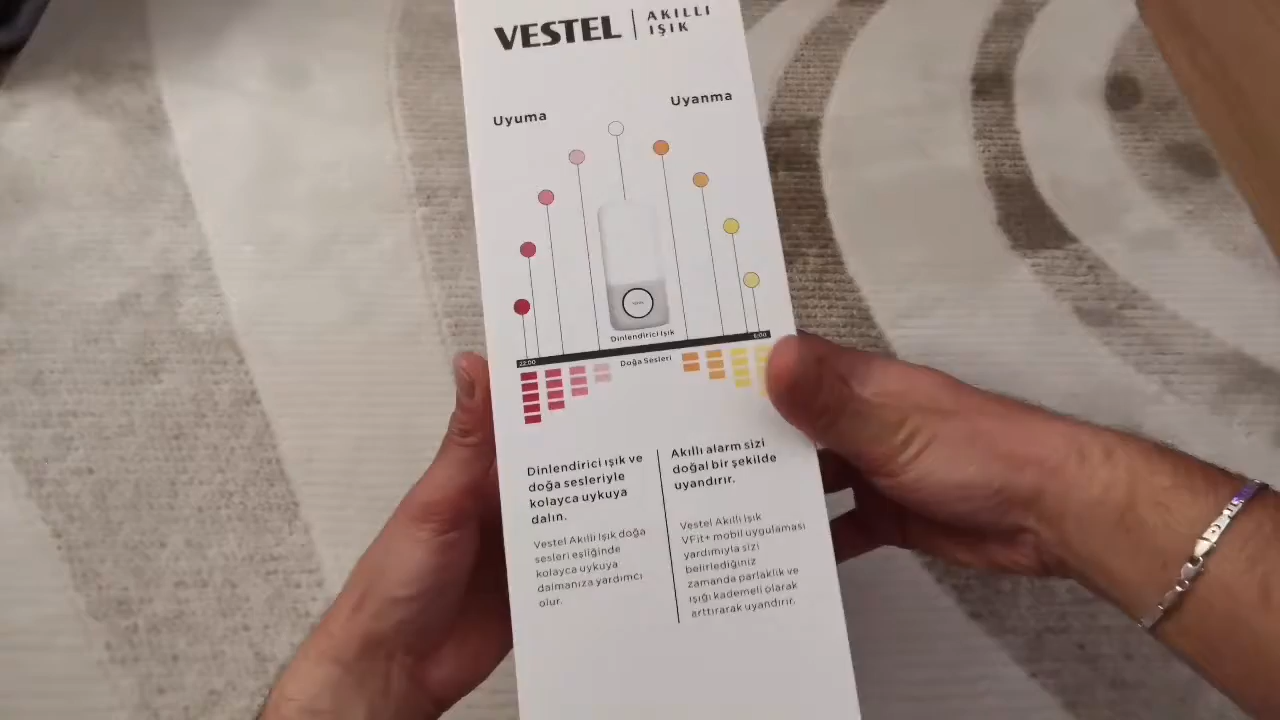 VESTEL
AKILLI
IŞIK
Uyuma
Uyanma
Dinlendirici Işık
22:00
6:00
Doğa Sesleri
Dinlendirici ışık ve
doğa sesleriyle
kolayca uykuya
dalın.
Vestel Akıllı Işık doğa
sesleri eşliğinde
kolayca uykuya
dalmanıza yardımcı
olur.
Akıllı alarm sizi
doğal bir şekilde
uyandırır.
Vestel Akıllı Işık
VFit+ mobil uygulaması
yardımıyla sizi
belirlediğiniz
zamanda parlaklık ve
ışığı kademeli olarak
arttırarak uyandırır.